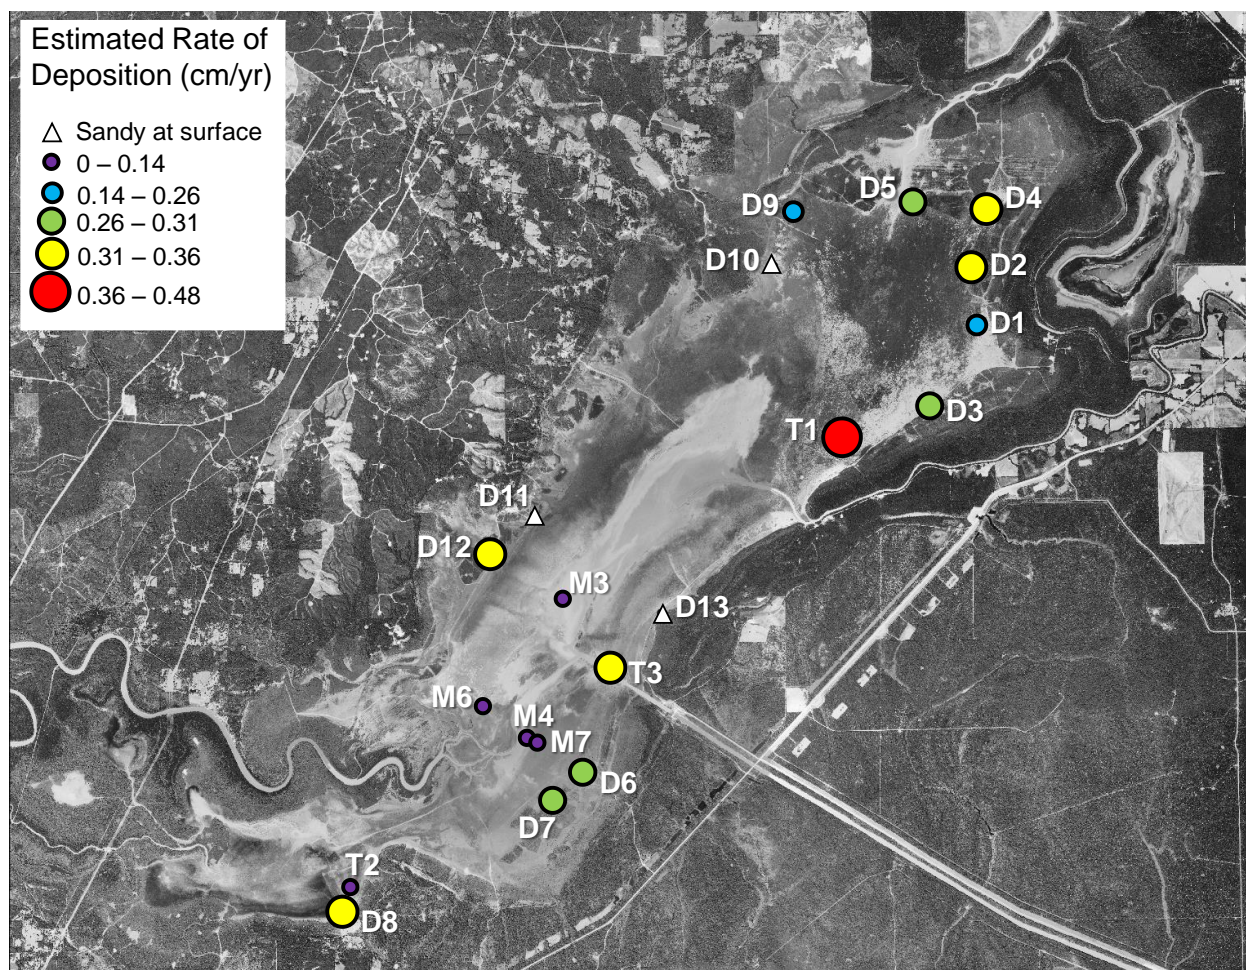 Estimated Rate of
Deposition (cm/yr)
Sandy at surface
0 – 0.14
0.14 – 0.26
0.26 – 0.31
0.31 – 0.36
0.36 – 0.48
D5
D4
D9
D10
D2
D1
D3
T1
D11
D12
M3
D13
T3
M6
M4
M7
D6
D7
T2
D8